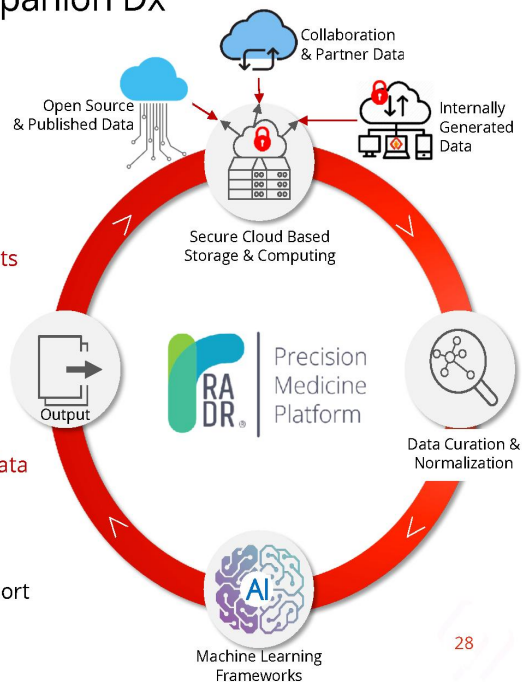 panion Dx
Collaboration
& Partner Data
Open Source
& Published Data
Internally
Generated
Data
Secure Cloud Based
Storage & Computing
ts
RA
DR®
Precision
Medicine
Platform
Output
Data Curation &
Normalization
ata
AI
ort
Machine Learning
Frameworks
28